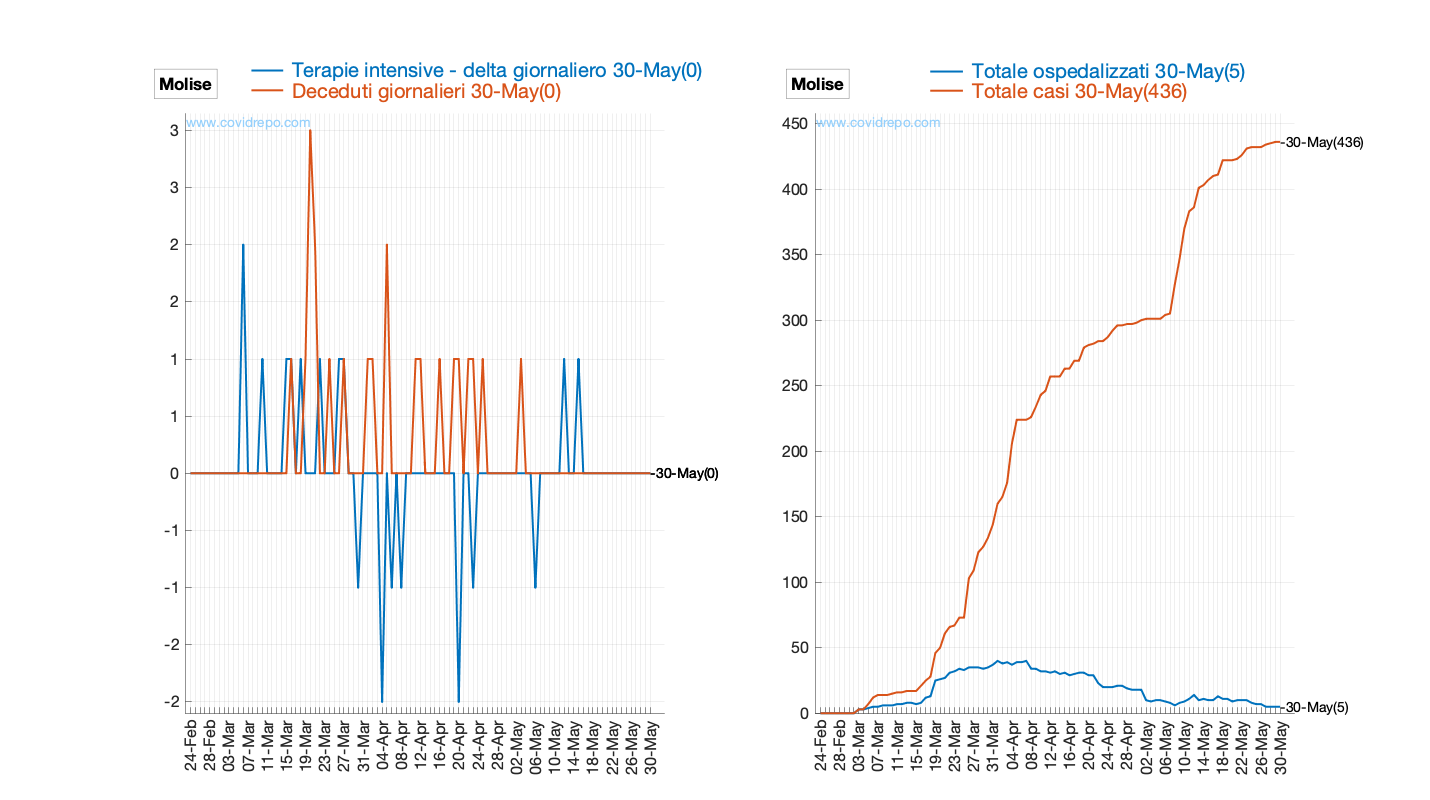 Molise
Terapie intensive - delta giornaliero 30-May(0)
Deceduti giornalieri 30-May(0)
www.covidrepo.com
3
3
2
2
1
1
0
-1
-1
-2
-2
-30-May(0)
24-Feb
28-Feb
03-Mar
07-Mar
11-Mar
15-Mar
19-Mar
23-Mar
27-Mar
31-Mar
04-Apr
08-Apr
12-Apr
16-Apr
20-Apr
24-Apr
28-Apr
02-May
06-May
10-May
14-May
18-May
22-May
26-May
30-May
Molise
Totale ospedalizzati 30-May(5)
Totale casi 30-May(436)
www.covidrepo.com
450
400
350
300
250
200
150
100
50
0
-30-May(436)
-30-May(5)
24-Feb
28-Feb
03-Mar
07-Mar
11-Mar
15-Mar
19-Mar
23-Mar
27-Mar
31-Mar
04-Apr
08-Apr
12-Apr
16-Apr
20-Apr
24-Apr
28-Apr
02-May
06-May
10-May
14-May
18-May
22-May
26-May
30-May